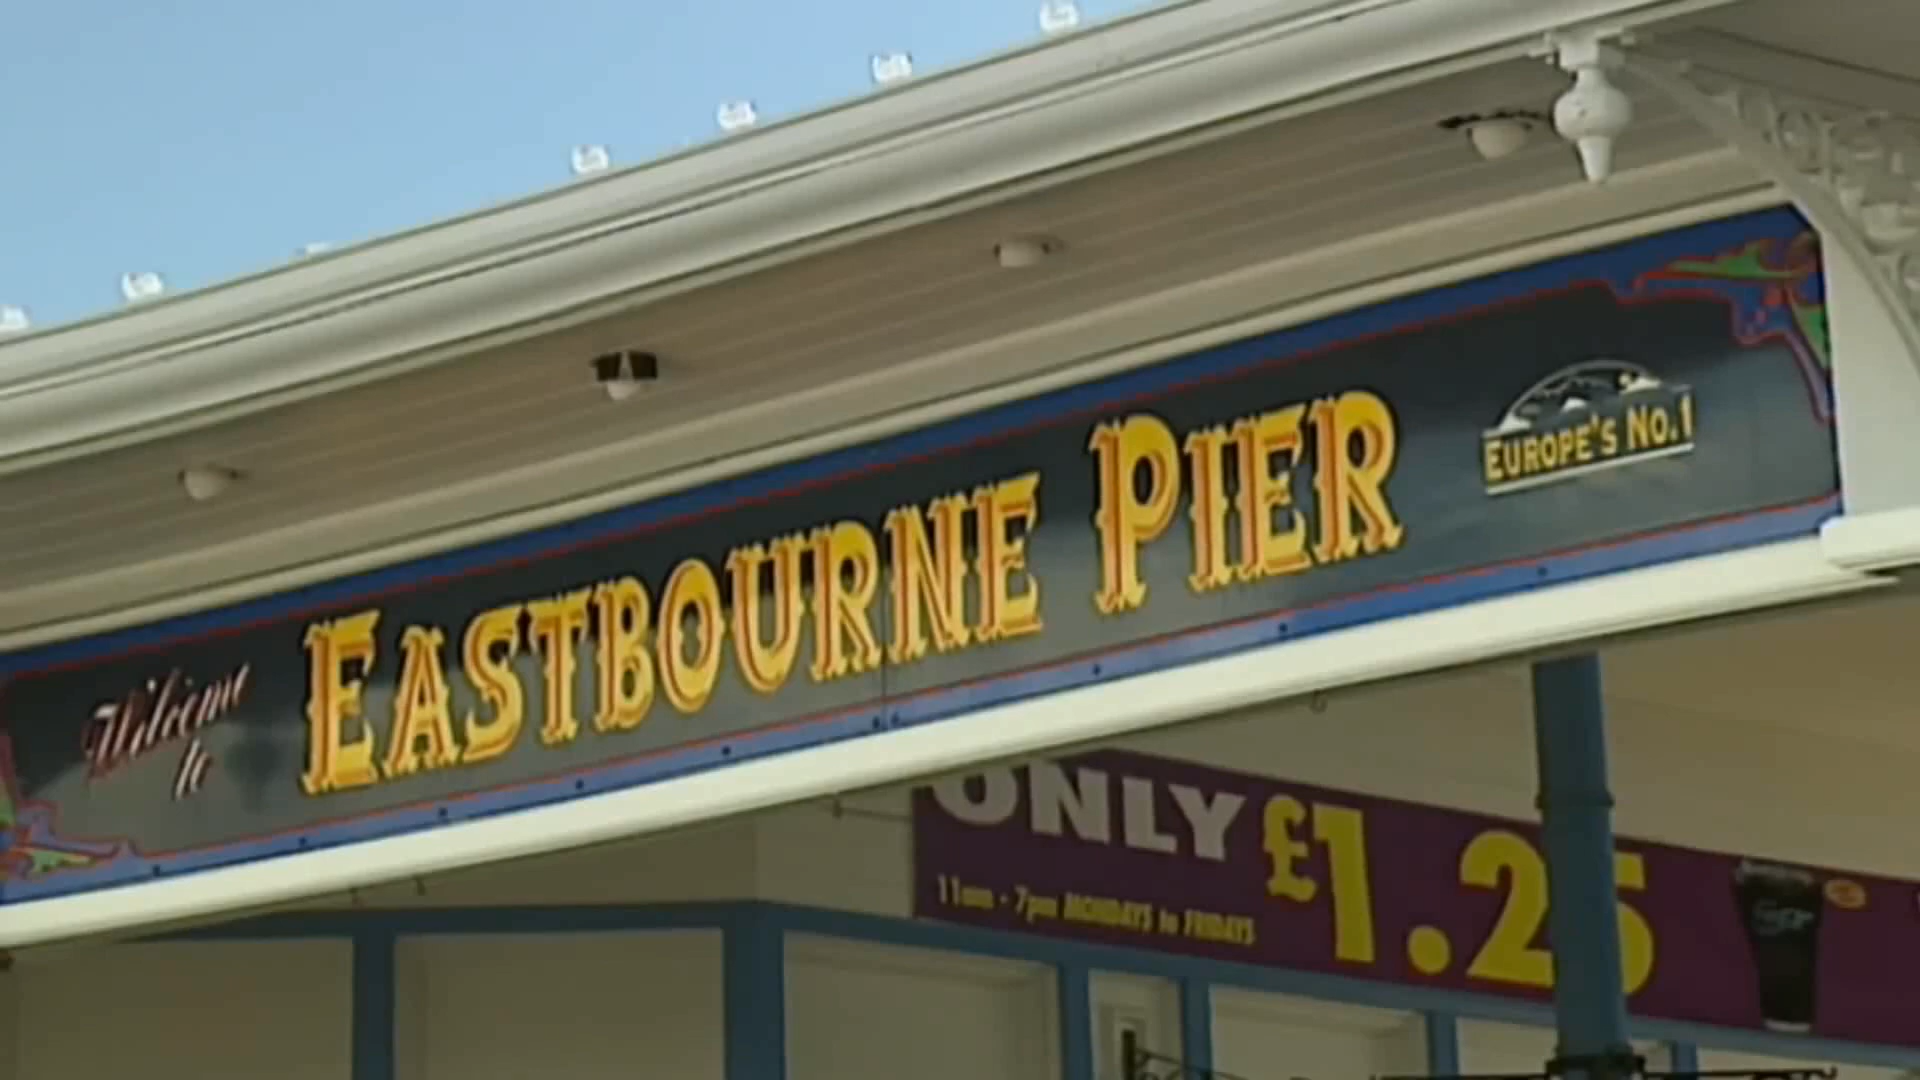 Welcome
to
EASTBOURNE PIER
EUROPE'S No.1
ONLY £1.25
11am - 7pm MONDAYS to FRIDAYS